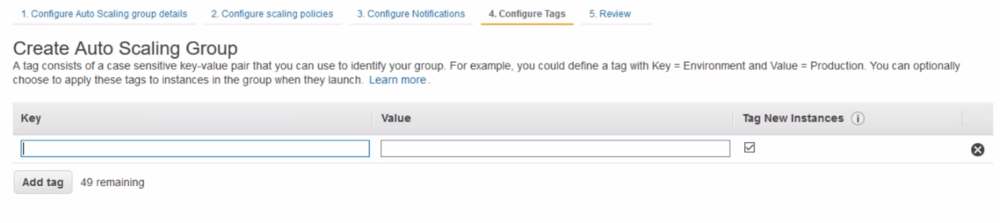 1. Configure Auto Scaling group details 2. Configure scaling policies 3. Configure Notifications 4. Configure Tags 5. Review
Create Auto Scaling Group
A tag consists of a case sensitive key-value pair that you can use to identify your group. For example, you could define a tag with Key = Environment and Value = Production. You can optionally
choose to apply these tags to instances in the group when they launch. Learn more.
Key Value Tag New Instances i
Add tag 49 remaining